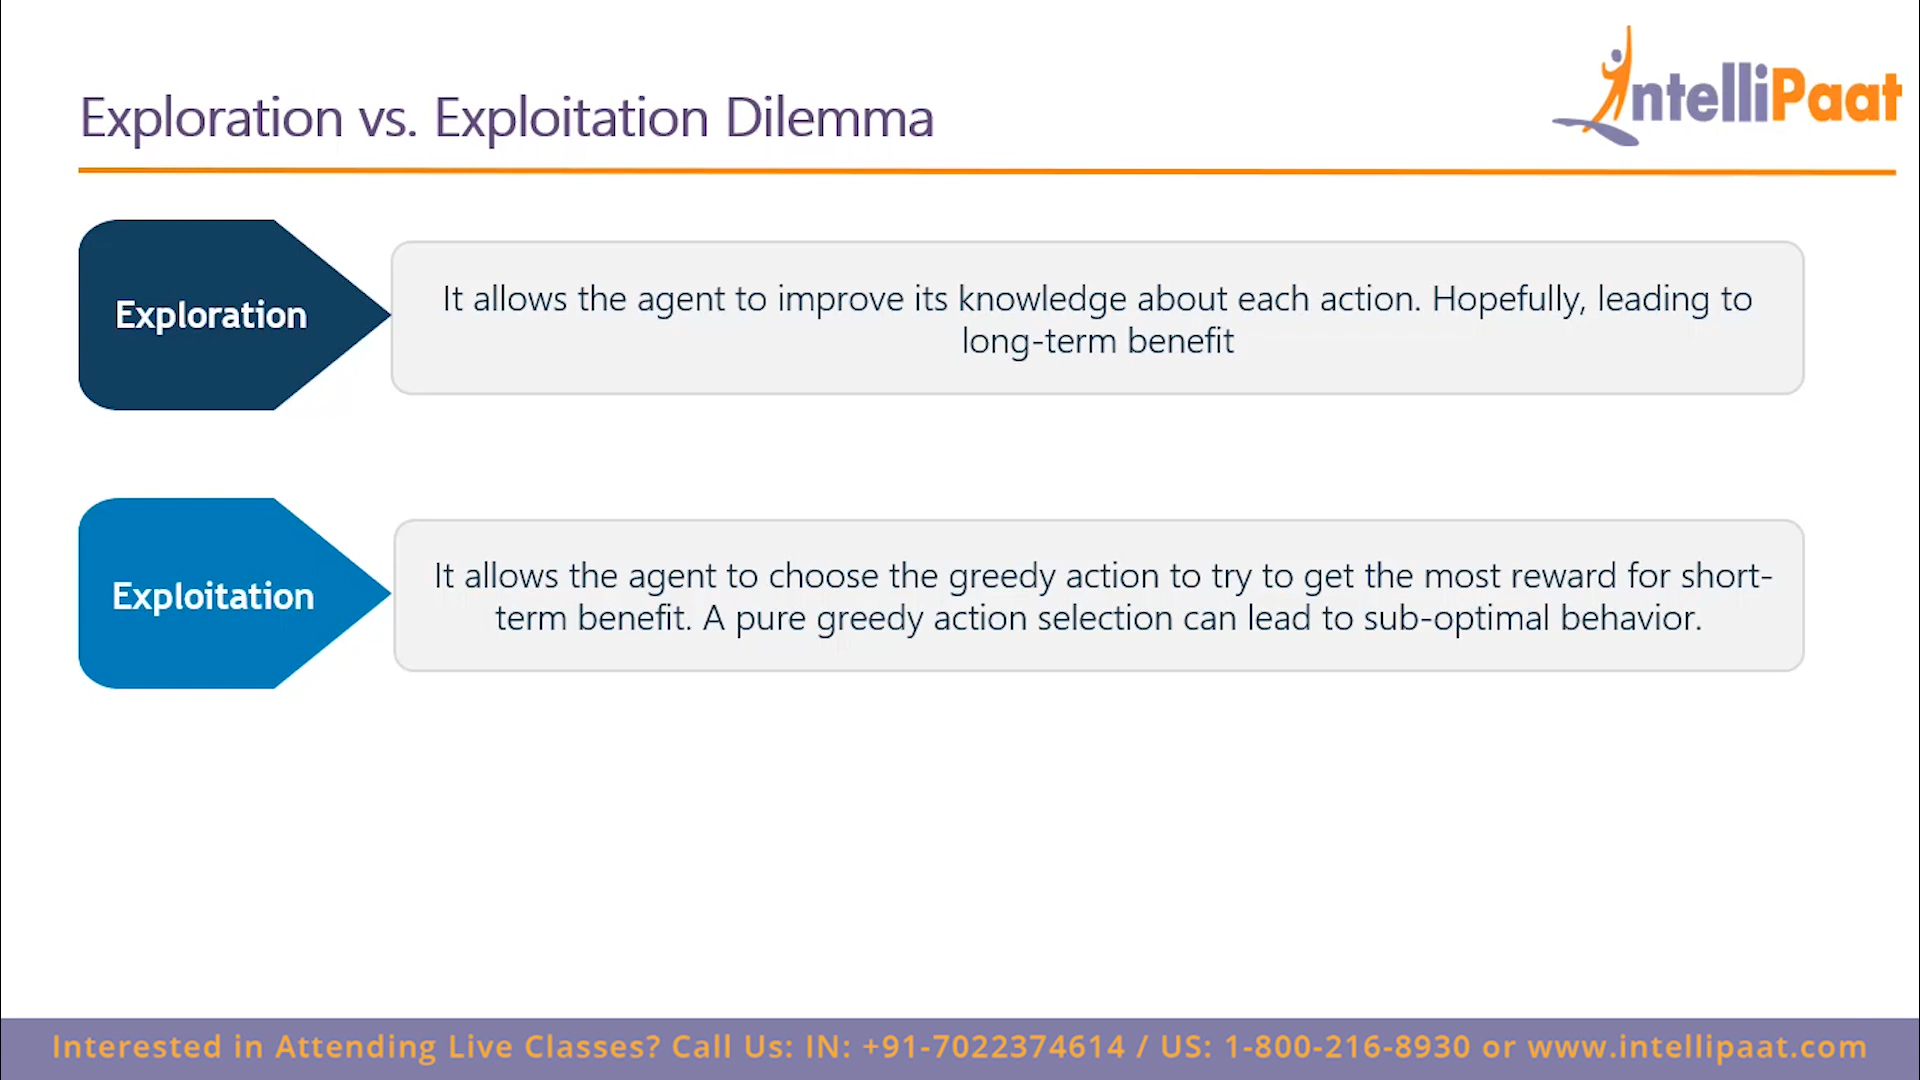 IntelliPaat
Exploration vs. Exploitation Dilemma
Exploration
It allows the agent to improve its knowledge about each action. Hopefully, leading to
long-term benefit
Exploitation
It allows the agent to choose the greedy action to try to get the most reward for short-
term benefit. A pure greedy action selection can lead to sub-optimal behavior.
Interested in Attending Live Classes? Call Us: IN: +91-7022374614 / US: 1-800-216-8930 or www.intellipaat.com